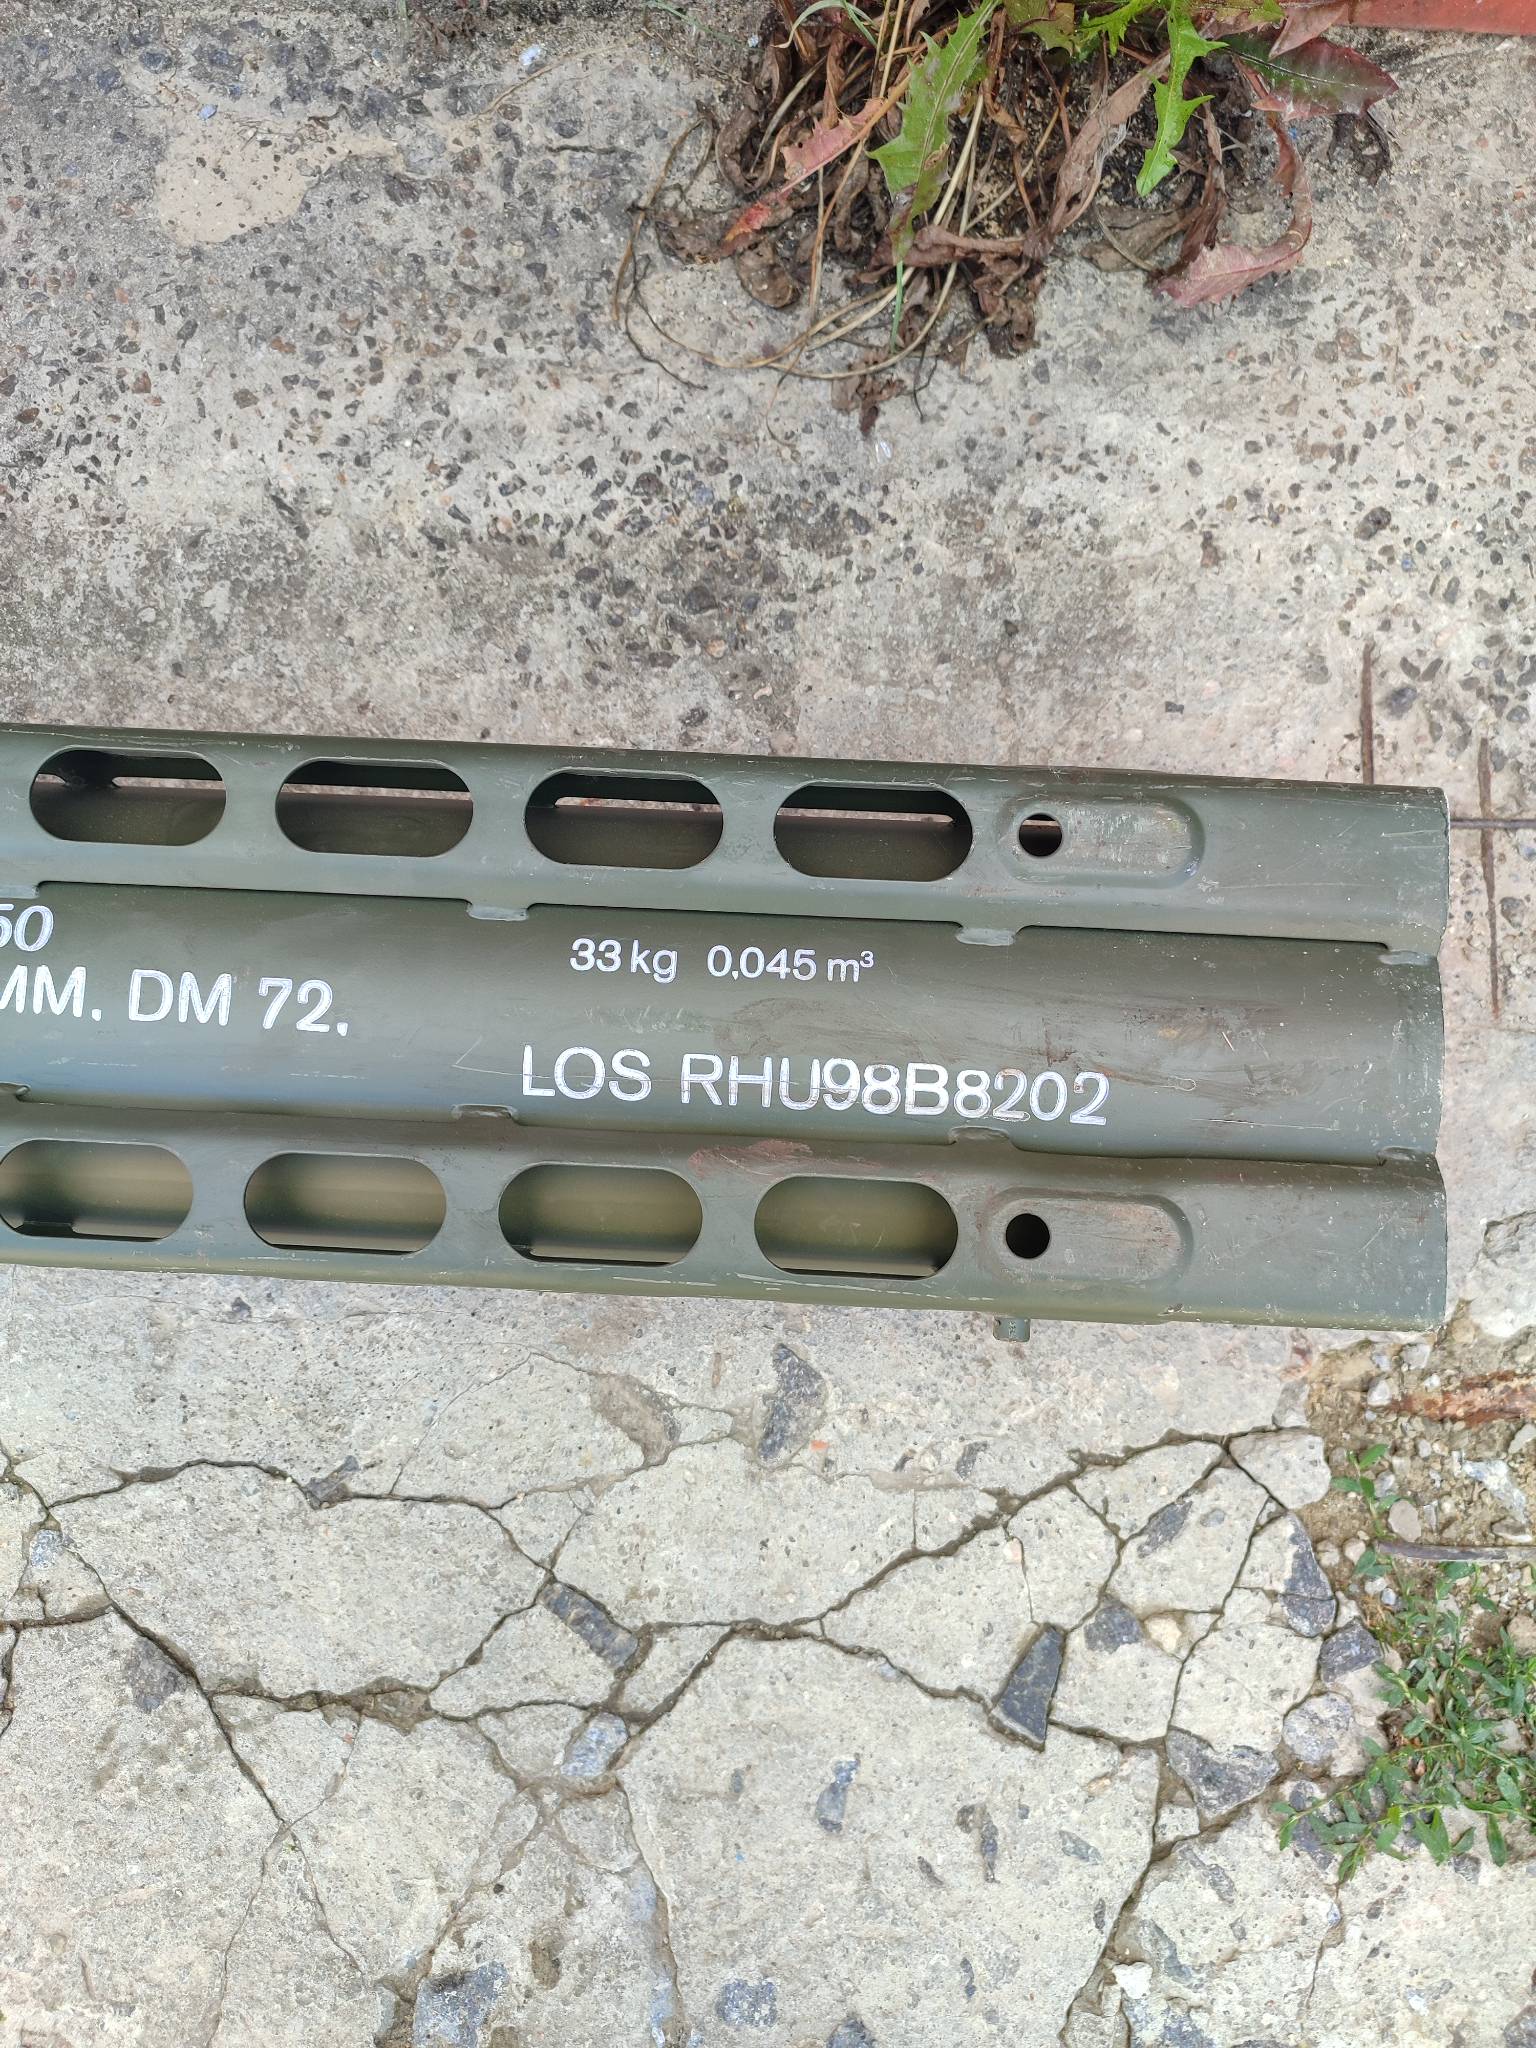 50
MM. DM 72.
33 kg 0,045 m³
LOS RHU98B8202